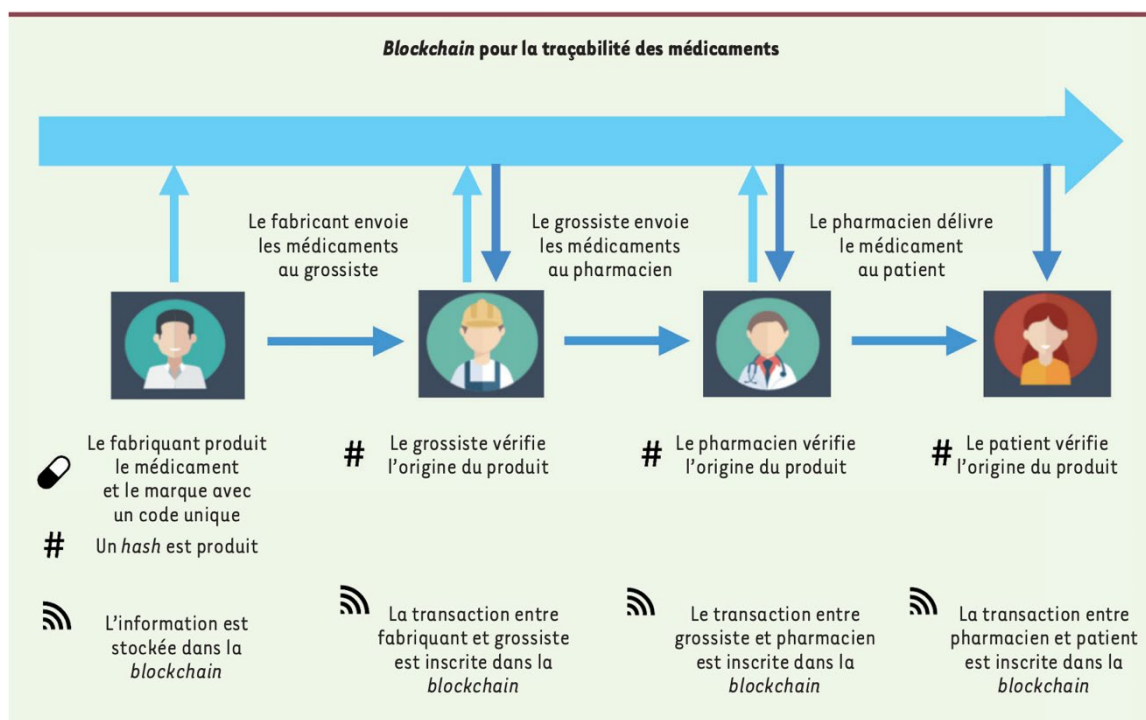 Blockchain pour la traçabilité des médicaments
Le fabricant envoie
les médicaments
au grossiste
Le grossiste envoie
les médicaments
au pharmacien
Le pharmacien délivre
le médicament
au patient
Le fabriquant produit
le médicament
et le marque avec
un code unique
# Un hash est produit
L'information est
stockée dans la
blockchain
# Le grossiste vérifie
l'origine du produit
La transaction entre
fabriquant et grossiste
est inscrite dans la
blockchain
# Le pharmacien vérifie
l'origine du produit
Le transaction entre
grossiste et pharmacien
est inscrite dans la
blockchain
# Le patient vérifie
l'origine du produit
La transaction entre
pharmacien et patient
est inscrite dans la
blockchain